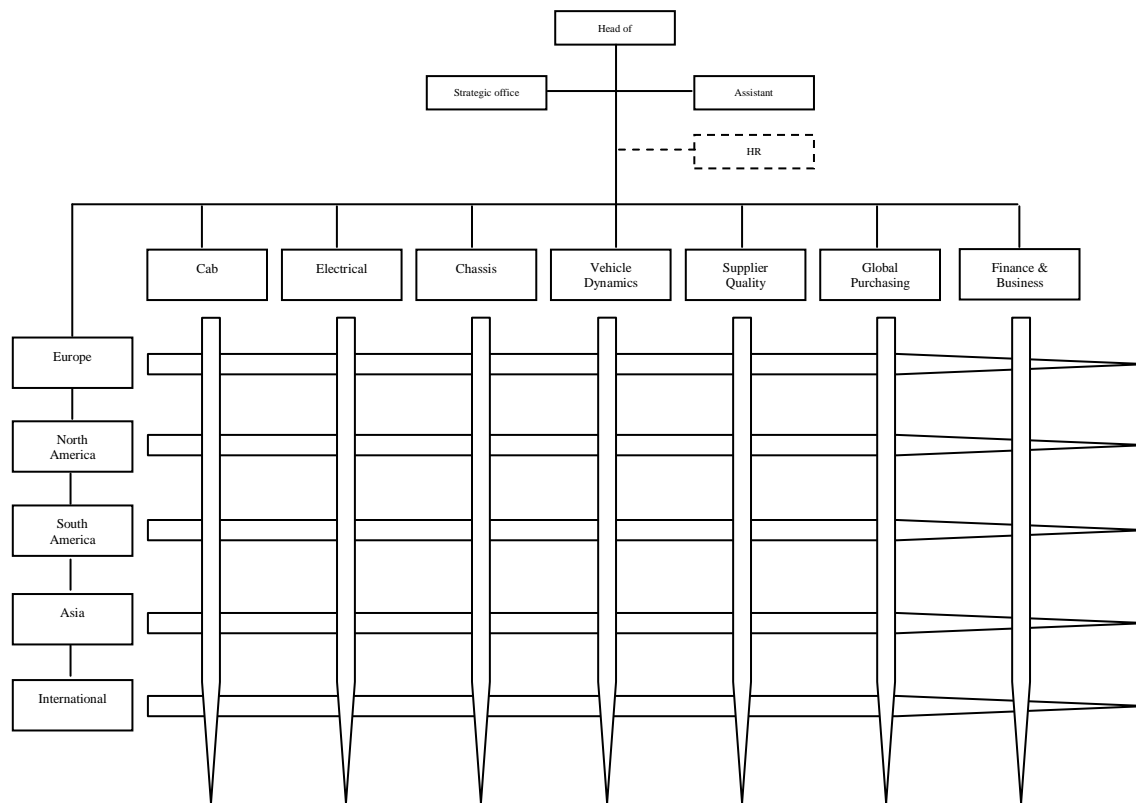 Head of
Strategic office
Assistant
HR
Cab
Electrical
Chassis
Vehicle
Dynamics
Supplier
Quality
Global
Purchasing
Finance &
Business
Europe
North
America
South
America
Asia
International